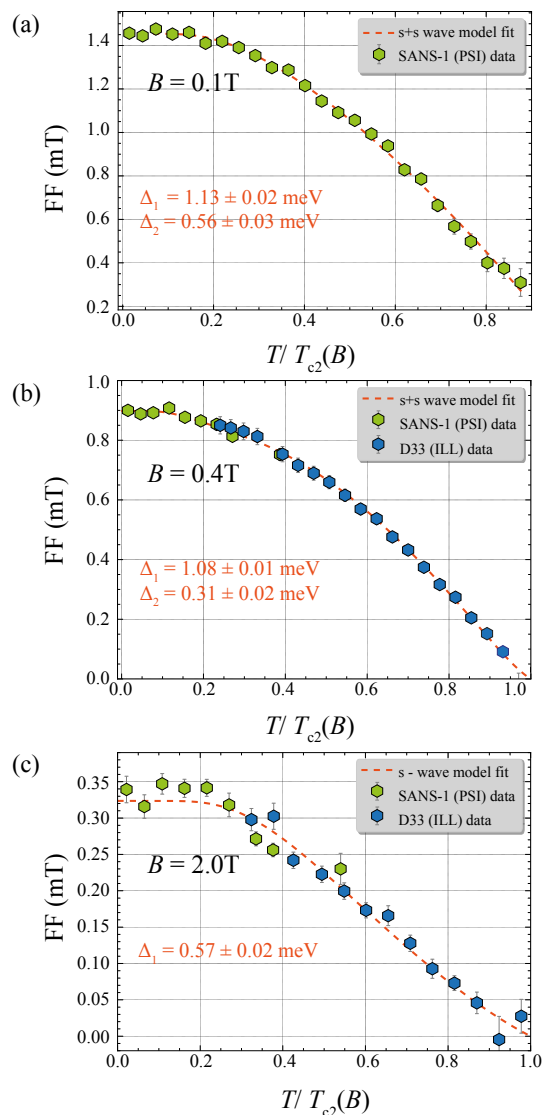 (a)
1.4
1.2
1.0
0.8
0.6
0.4
0.2
FF (mT)
s+s wave model fit
SANS-1 (PSI) data
B = 0.1T
Δ₁ = 1.13 ± 0.02 meV
Δ₂ = 0.56 ± 0.03 meV
0.0 0.2 0.4 0.6 0.8
T/ T_c2(B)
(b)
1.0
0.8
0.6
0.4
0.2
0.0
FF (mT)
s+s wave model fit
SANS-1 (PSI) data
D33 (ILL) data
B = 0.4T
Δ₁ = 1.08 ± 0.01 meV
Δ₂ = 0.31 ± 0.02 meV
0.0 0.2 0.4 0.6 0.8 1.0
T/ T_c2(B)
(c)
0.35
0.30
0.25
0.20
0.15
0.10
0.05
0.00
FF (mT)
s - wave model fit
SANS-1 (PSI) data
D33 (ILL) data
B = 2.0T
Δ₁ = 0.57 ± 0.02 meV
0.0 0.2 0.4 0.6 0.8 1.0
T/ T_c2(B)